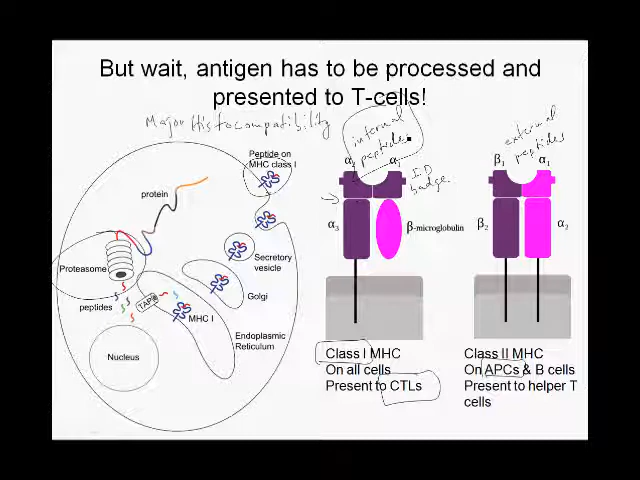 But wait, antigen has to be processed and
presented to T-cells!
Major Histocompatibility
internal
peptides
external
peptides
Peptide on
MHC class I
protein
Proteasome
peptides
TAP
MHC I
Nucleus
Secretory
vesicle
Golgi
Endoplasmic
Reticulum
α₂ α₁
I.D
badge
α₃
β-microglobulin
β₁ α₁
β₂ α₂
Class I MHC
On all cells
Present to CTLs
Class II MHC
On APCs & B cells
Present to helper T
cells